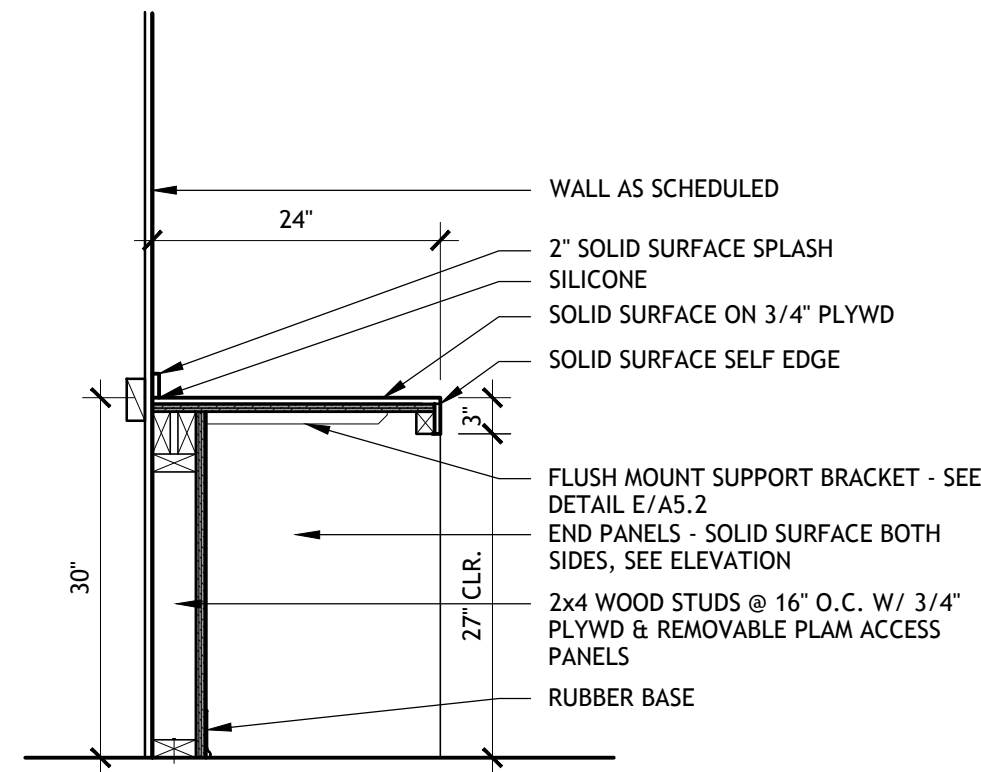 WALL AS SCHEDULED
24"
2" SOLID SURFACE SPLASH
SILICONE
SOLID SURFACE ON 3/4" PLYWD
SOLID SURFACE SELF EDGE
3"
FLUSH MOUNT SUPPORT BRACKET - SEE
DETAIL E/A5.2
END PANELS - SOLID SURFACE BOTH
SIDES, SEE ELEVATION
30"
27" CLR.
2x4 WOOD STUDS @ 16" O.C. W/ 3/4"
PLYWD & REMOVABLE PLAM ACCESS
PANELS
RUBBER BASE